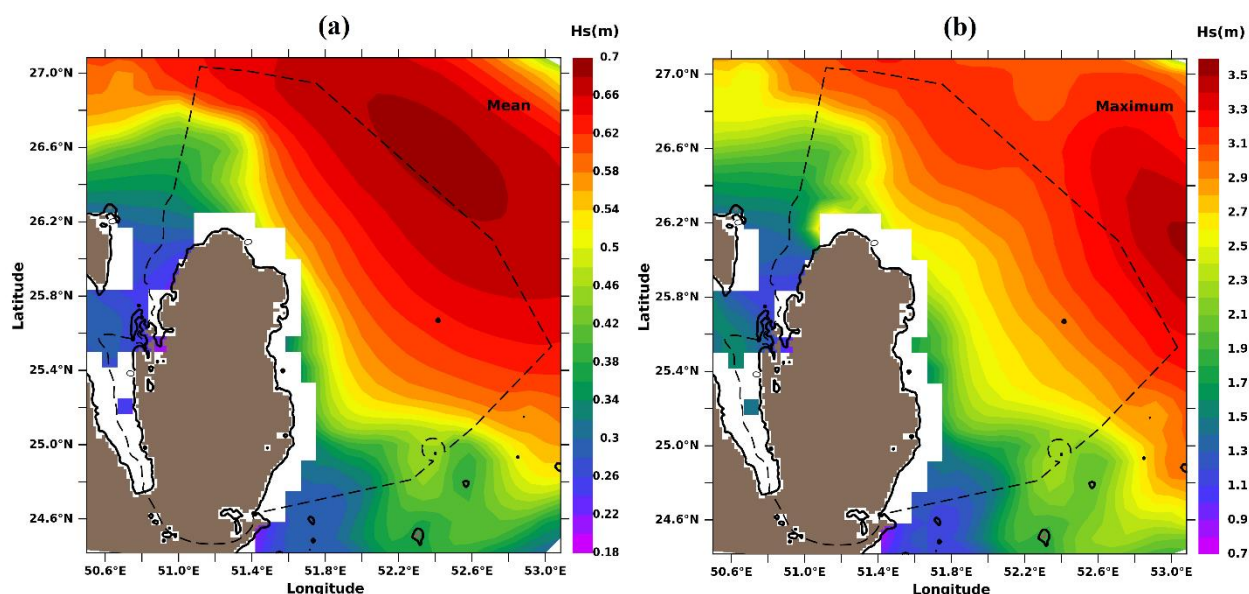 (a)
Hs(m)
27.0°N
26.6°N
26.2°N
25.8°N
25.4°N
25.0°N
24.6°N
Latitude
Mean
0.7
0.66
0.62
0.58
0.54
0.5
0.46
0.42
0.38
0.34
0.3
0.26
0.22
0.18
50.6°E 51.0°E 51.4°E 51.8°E 52.2°E 52.6°E 53.0°E
Longitude
(b)
Hs(m)
27.0°N
26.6°N
26.2°N
25.8°N
25.4°N
25.0°N
24.6°N
Latitude
Maximum
3.5
3.3
3.1
2.9
2.7
2.5
2.3
2.1
1.9
1.7
1.5
1.3
1.1
0.9
0.7
50.6°E 51.0°E 51.4°E 51.8°E 52.2°E 52.6°E 53.0°E
Longitude